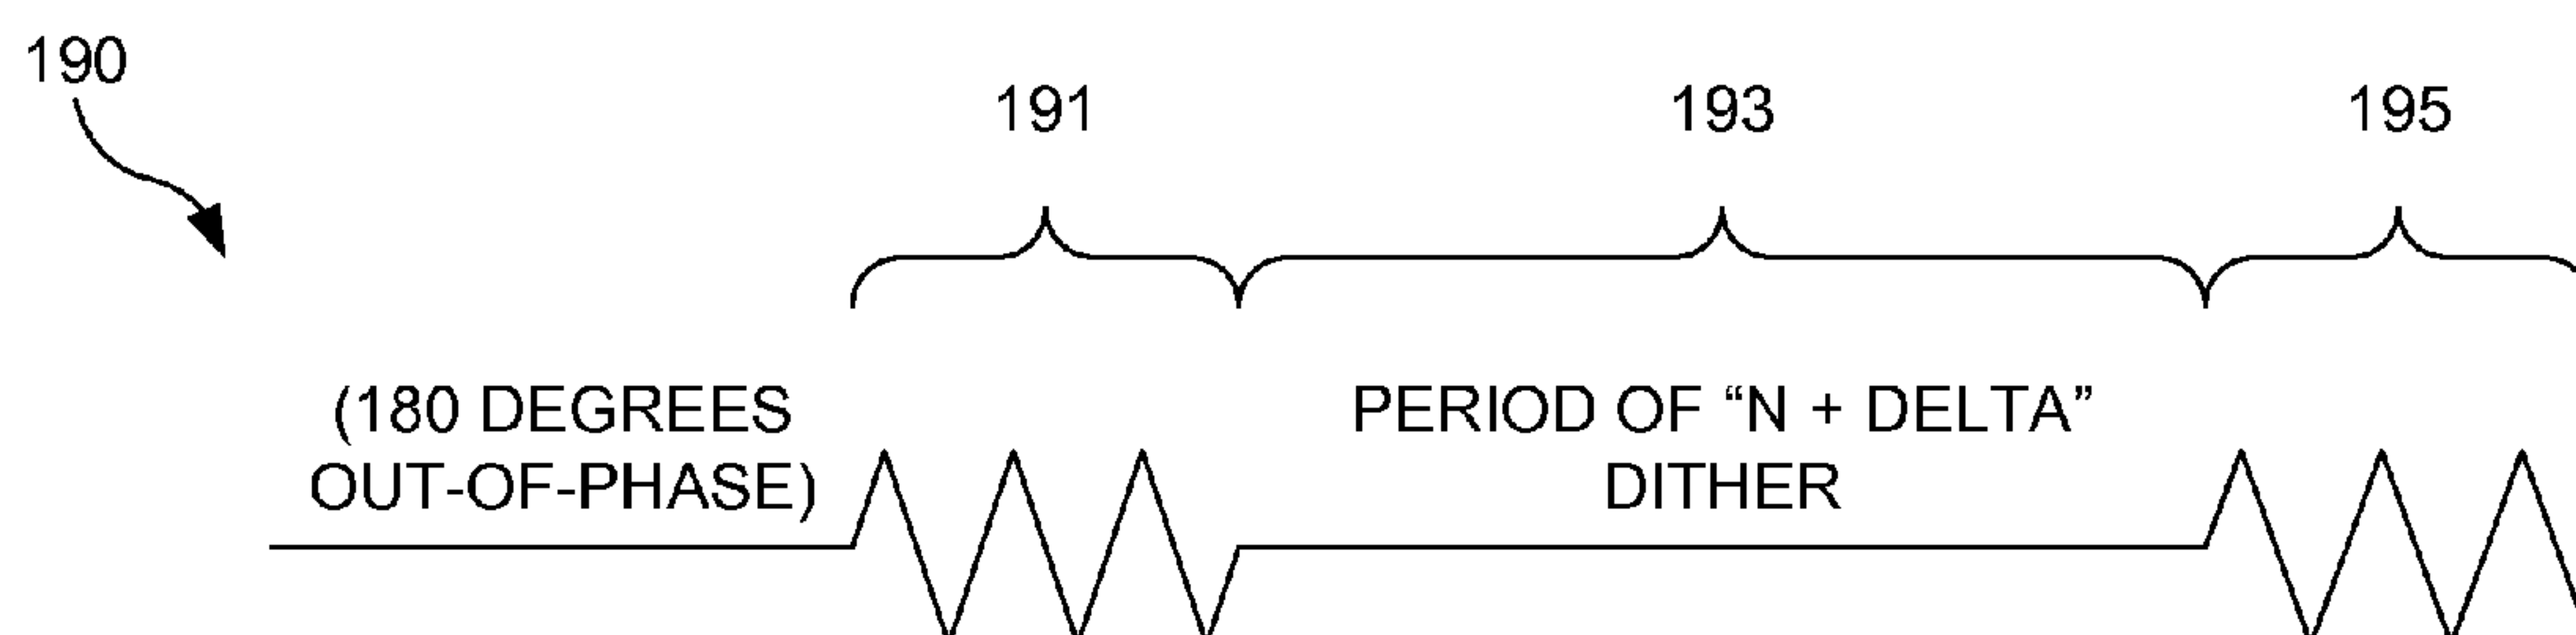 190
191
193
195
(180 DEGREES
OUT-OF-PHASE)
PERIOD OF “N + DELTA”
DITHER